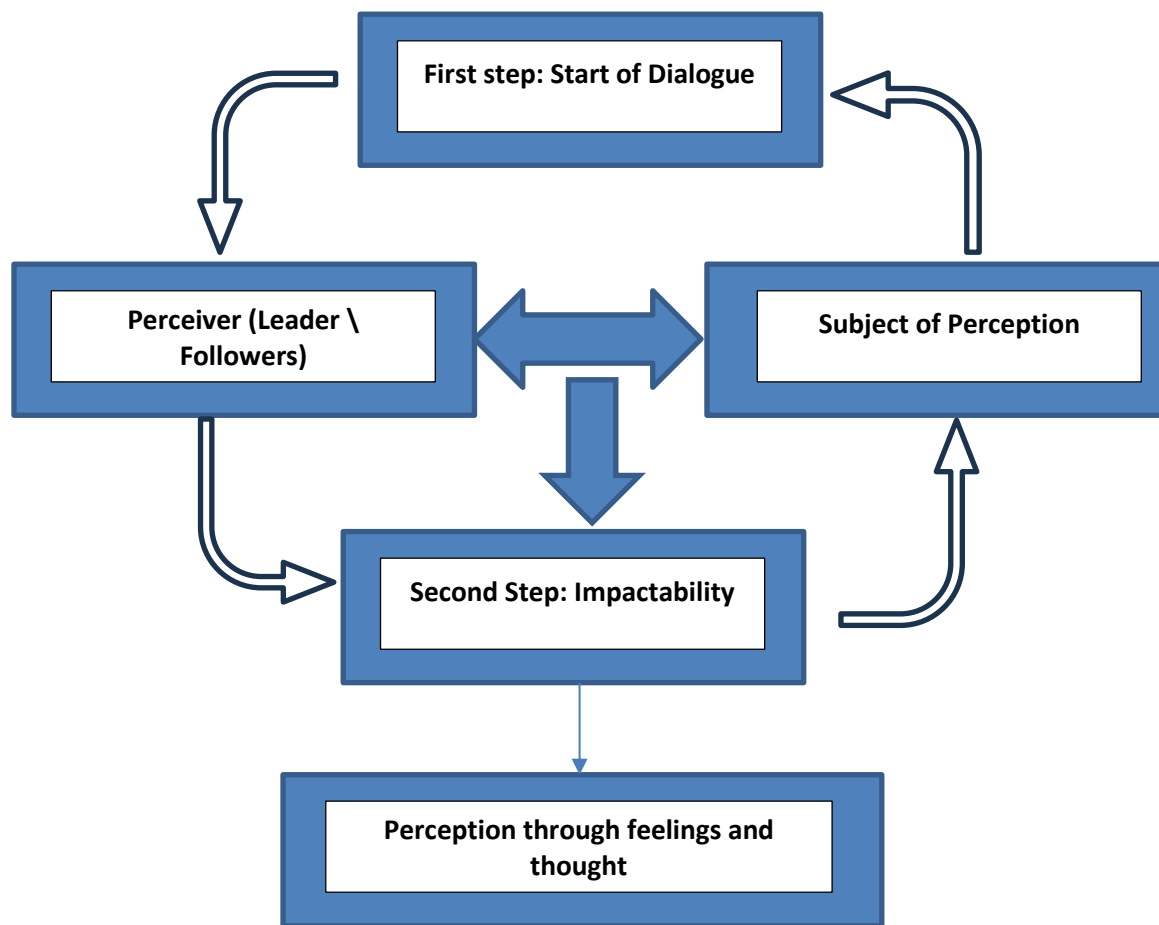 First step: Start of Dialogue
Perceiver (Leader \
Followers)
Subject of Perception
Second Step: Impactability
Perception through feelings and
thought